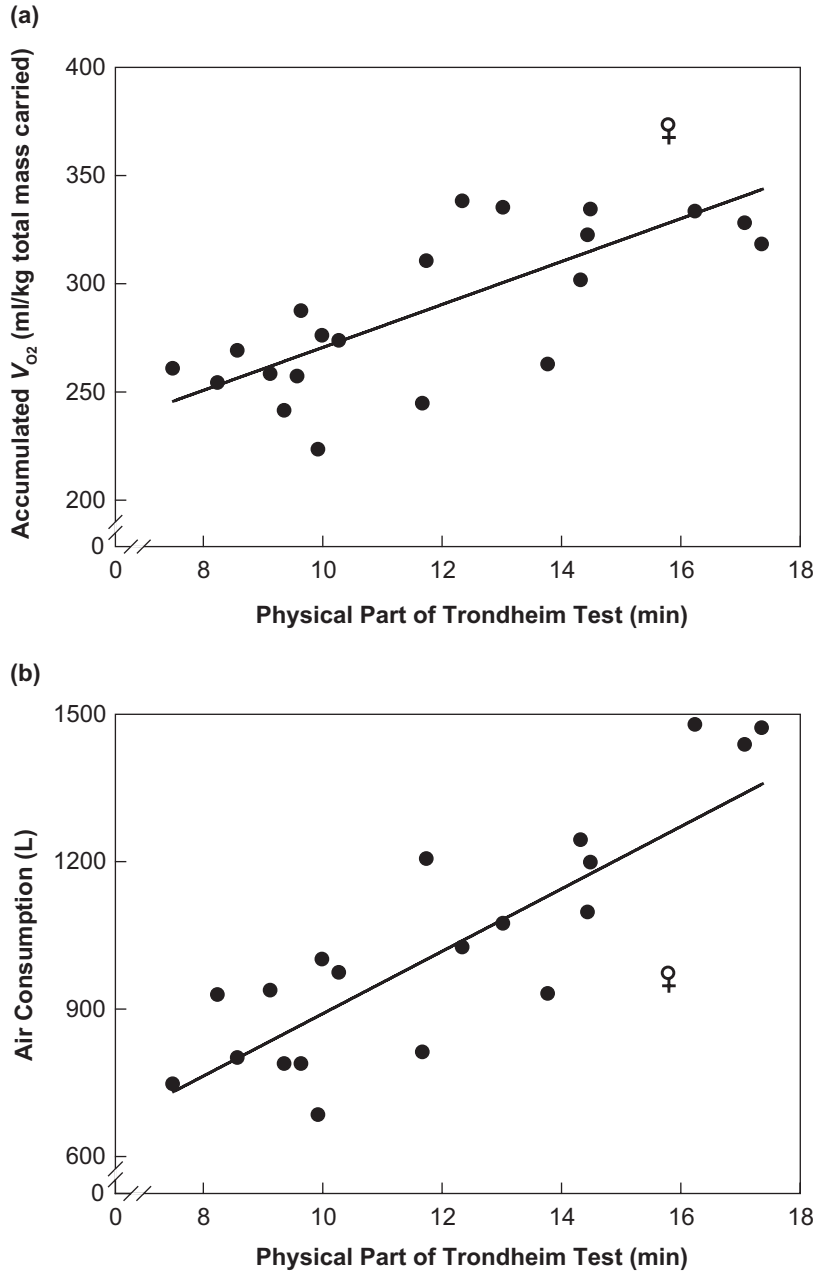 (a)
Accumulated VO2 (ml/kg total mass carried)
400
350
300
250
200
0
♀
0 8 10 12 14 16 18
Physical Part of Trondheim Test (min)
(b)
Air Consumption (L)
1500
1200
900
600
0
♀
0 8 10 12 14 16 18
Physical Part of Trondheim Test (min)